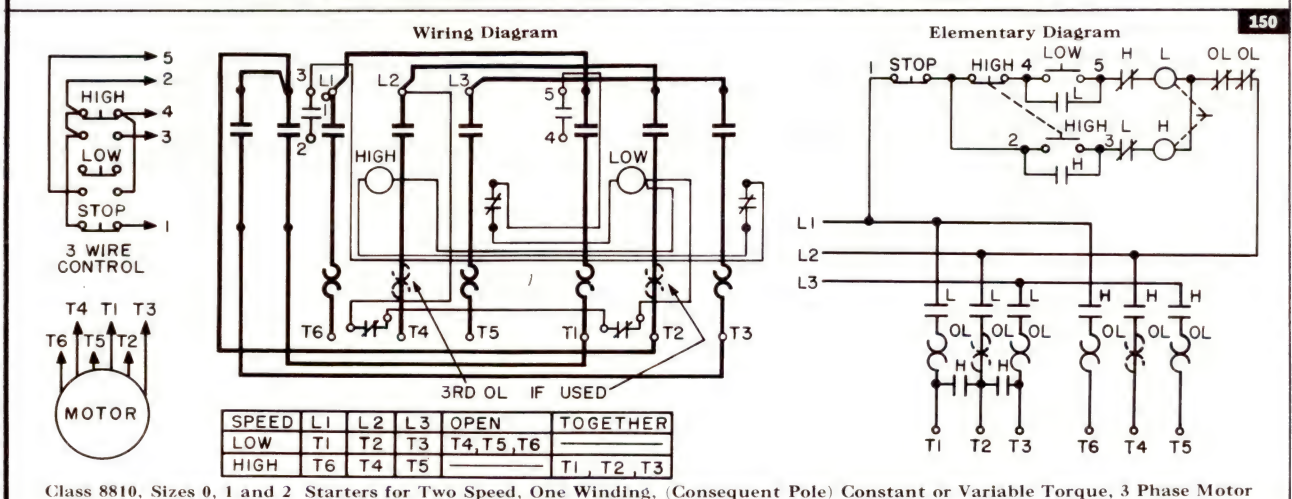 150
Wiring Diagram
Elementary Diagram
5
2
HIGH
4
3
LOW
STOP
1
3 WIRE
CONTROL
T4 T1 T3
T6 T5 T2
MOTOR
3
L1
1
2
L2
L3
5
4
HIGH
LOW
T6
T4
T5
T1
T2
T3
3RD OL IF USED
SPEED L1 L2 L3 OPEN TOGETHER
LOW T1 T2 T3 T4,T5,T6
HIGH T6 T4 T5 T1,T2,T3
1 STOP HIGH 4 LOW 5 H L OL OL
L
2 HIGH 3 L H
H
L1
L2
L3
L L L H H H
OL OL OL OL OL OL
H H
T1 T2 T3 T6 T4 T5
Class 8810, Sizes 0, 1 and 2 Starters for Two Speed, One Winding, (Consequent Pole) Constant or Variable Torque, 3 Phase Motor